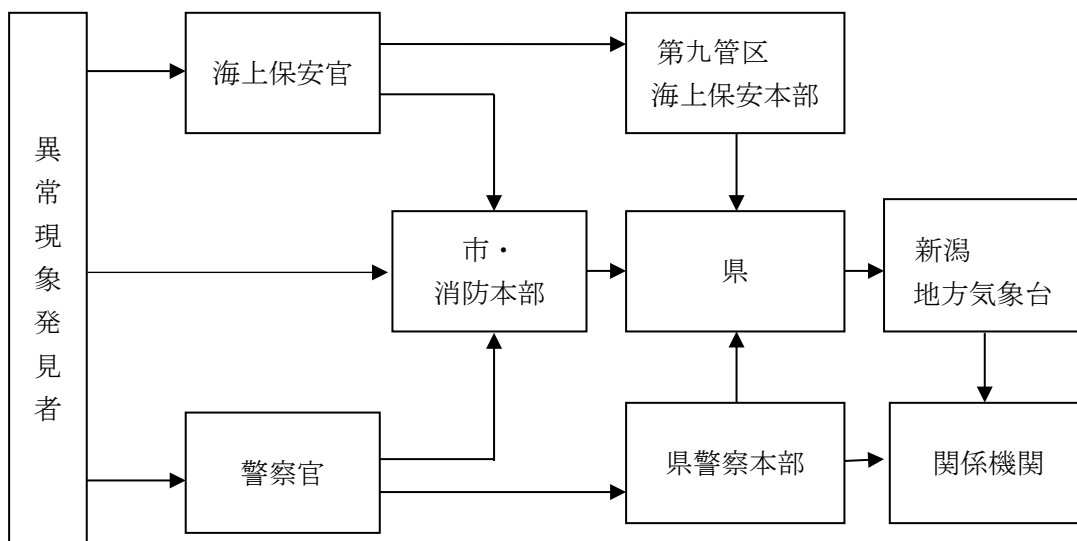 異常現象発見者
海上保安官
第九管区
海上保安本部
市・
消防本部
県
新潟
地方気象台
警察官
県警察本部
関係機関